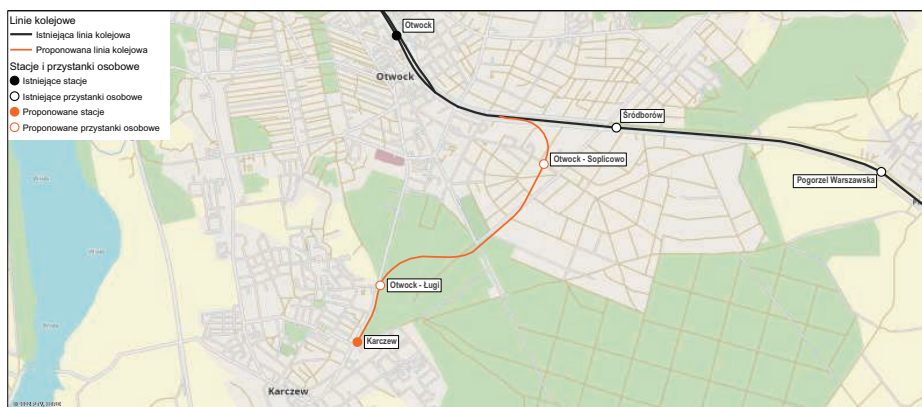 Linie kolejowe
Istniejąca linia kolejowa
Proponowana linia kolejowa
Stacje i przystanki osobowe
Istniejące stacje
Istniejące przystanki osobowe
Proponowane stacje
Proponowane przystanki osobowe
Otwock
Otwock
Śródborów
Otwock - Soplicowo
Pogorzel Warszawska
Otwock - Ługi
Karczew
Karczew